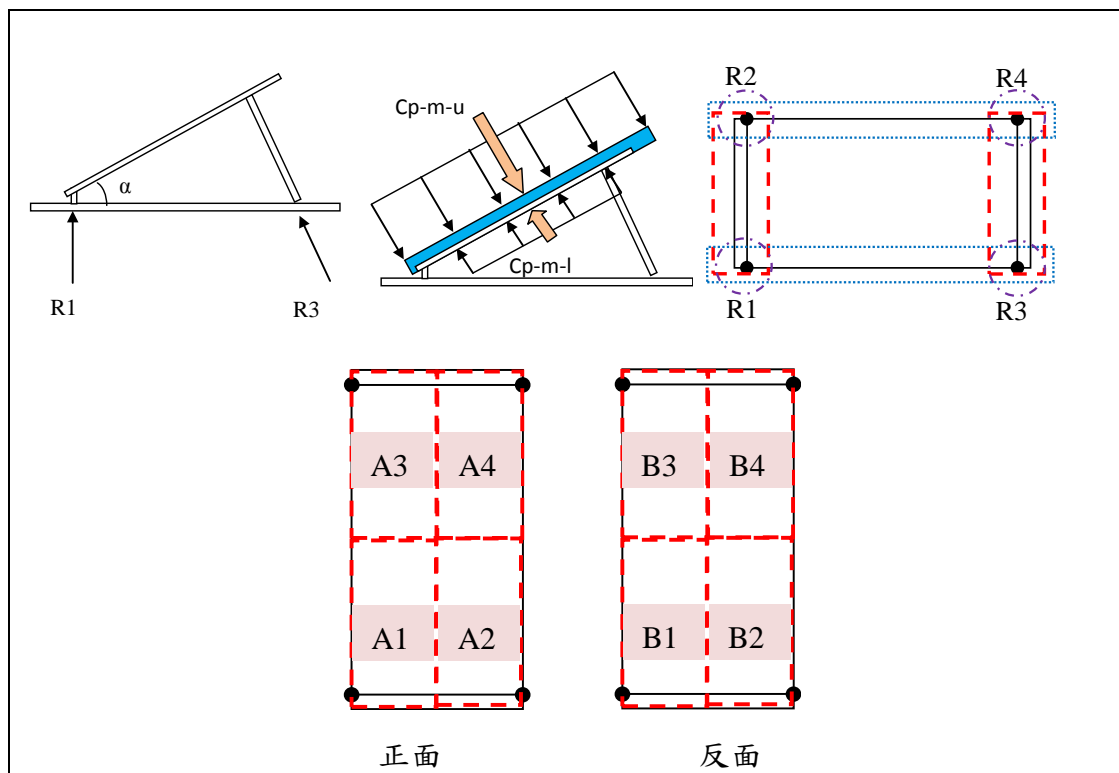 α
R1
R3
Cp-m-u
Cp-m-l
R2
R4
R1
R3
A3 A4
A1 A2
B3 B4
B1 B2
正面
反面